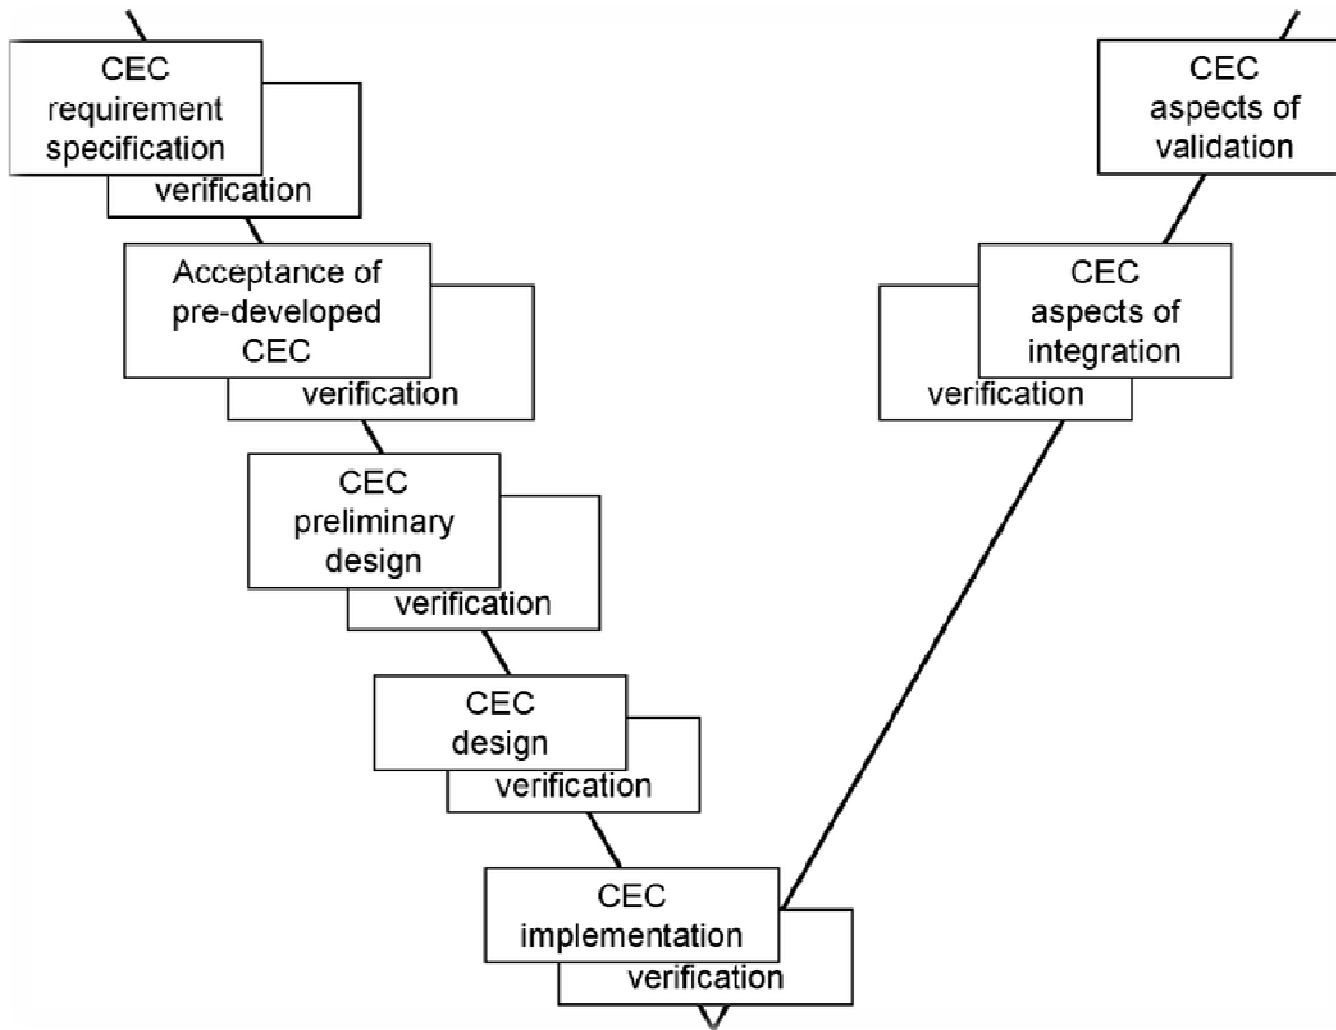 CEC
requirement
specification
verification
Acceptance of
pre-developed
CEC
verification
CEC
preliminary
design
verification
CEC
design
verification
CEC
implementation
verification
CEC
aspects of
integration
verification
CEC
aspects of
validation